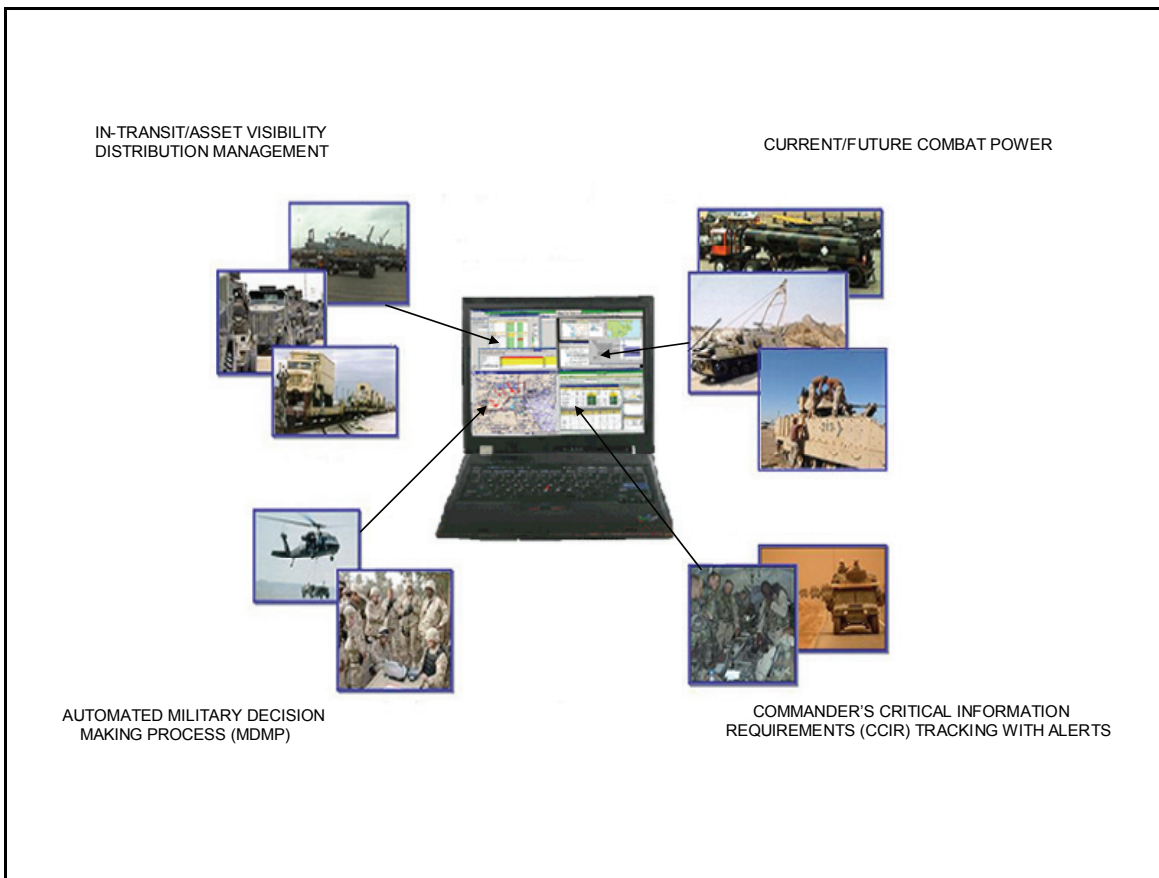 IN-TRANSIT/ASSET VISIBILITY
DISTRIBUTION MANAGEMENT
CURRENT/FUTURE COMBAT POWER
AUTOMATED MILITARY DECISION
MAKING PROCESS (MDMP)
COMMANDER’S CRITICAL INFORMATION
REQUIREMENTS (CCIR) TRACKING WITH ALERTS